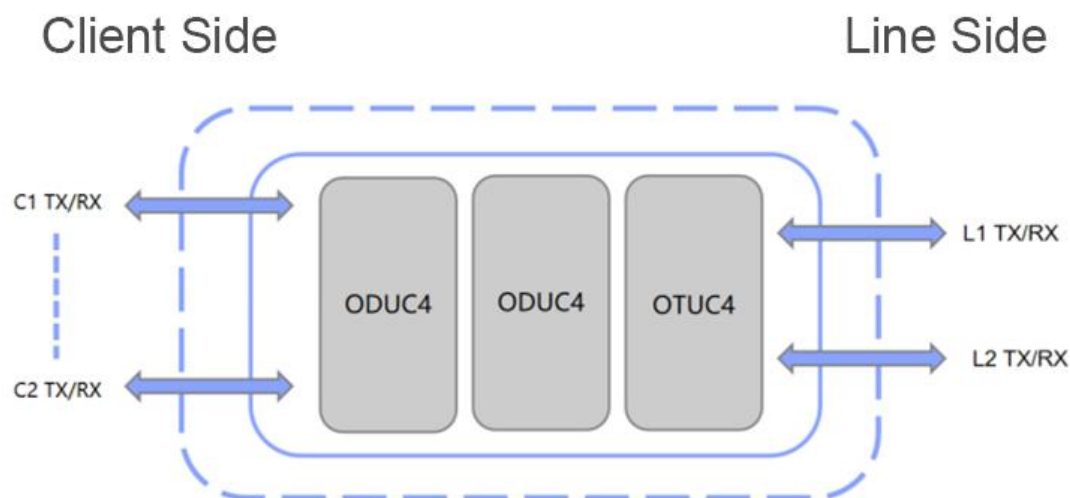 Client Side
Line Side
C1 TX/RX
L1 TX/RX
ODUC4
ODUC4
OTUC4
L2 TX/RX
C2 TX/RX